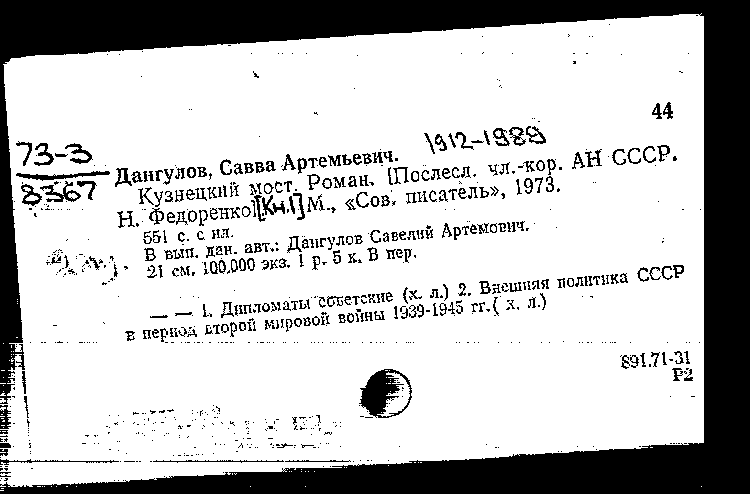 44
73-3
8367
1912-1989
Дангулов, Савва Артемьевич.
Кузнецкий мост. Роман. [Послесл. чл.-кор. АН СССР.
Н. Федоренко] [Кн.1] М., «Сов. писатель», 1973.
551 с. с ил.
В вып. дан. авт.: Дангулов Савелий Артемович.
21 см. 100.000 экз. 1 р. 5 к. В пер.
— — 1. Дипломаты советские (х. л.) 2. Внешняя политика СССР
в период второй мировой войны 1939-1945 гг.( х. л.)
891.71-31
Р2